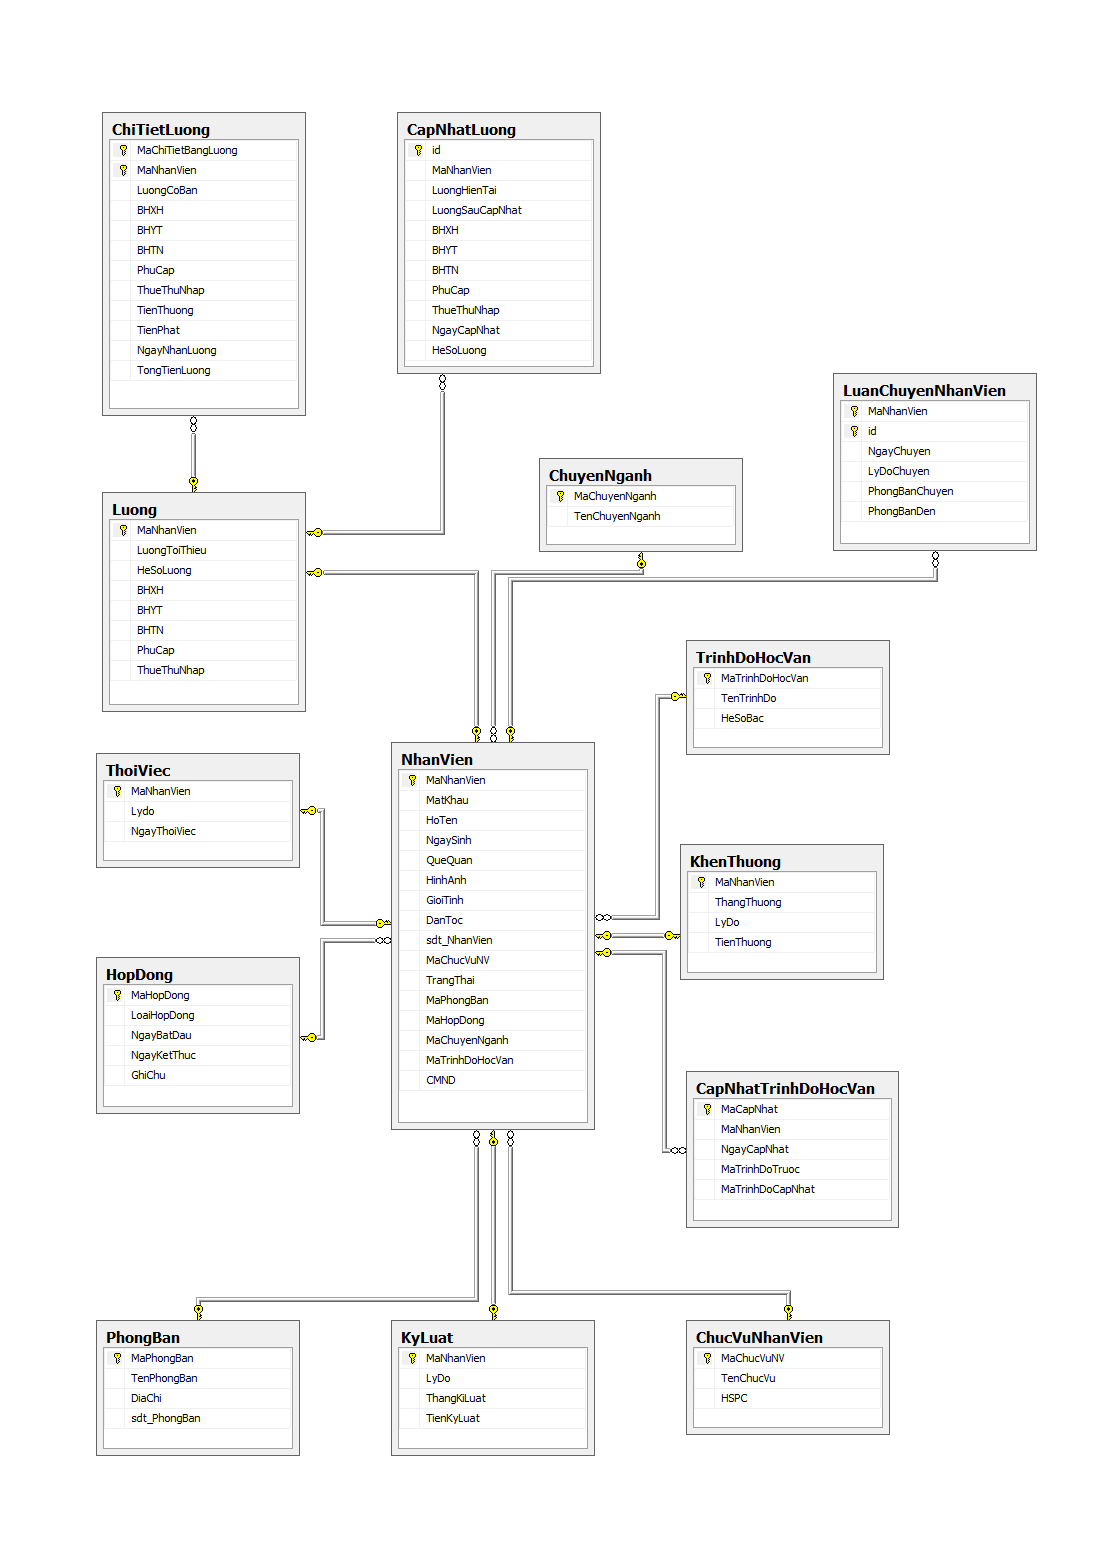 ChiTietLuong
MaChiTietBangLuong
MaNhanVien
LuongCoBan
BHXH
BHYT
BHTN
PhuCap
ThueThuNhap
TienThuong
TienPhat
NgayNhanLuong
TongTienLuong
CapNhatLuong
id
MaNhanVien
LuongHienTai
LuongSauCapNhat
BHXH
BHYT
BHTN
PhuCap
ThueThuNhap
NgayCapNhat
HeSoLuong
LuanChuyenNhanVien
MaNhanVien
id
NgayChuyen
LyDoChuyen
PhongBanChuyen
PhongBanDen
ChuyenNganh
MaChuyenNganh
TenChuyenNganh
Luong
MaNhanVien
LuongToiThieu
HeSoLuong
BHXH
BHYT
BHTN
PhuCap
ThueThuNhap
TrinhDoHocVan
MaTrinhDoHocVan
TenTrinhDo
HeSoBac
ThoiViec
MaNhanVien
Lydo
NgayThoiViec
NhanVien
MaNhanVien
MatKhau
HoTen
NgaySinh
QueQuan
HinhAnh
GioiTinh
DanToc
sdt_NhanVien
MaChucVuNV
TrangThai
MaPhongBan
MaHopDong
MaChuyenNganh
MaTrinhDoHocVan
CMND
KhenThuong
MaNhanVien
ThangThuong
LyDo
TienThuong
HopDong
MaHopDong
LoaiHopDong
NgayBatDau
NgayKetThuc
GhiChu
CapNhatTrinhDoHocVan
MaCapNhat
MaNhanVien
NgayCapNhat
MaTrinhDoTruoc
MaTrinhDoCapNhat
PhongBan
MaPhongBan
TenPhongBan
DiaChi
sdt_PhongBan
KyLuat
MaNhanVien
LyDo
ThangKiLuat
TienKyLuat
ChucVuNhanVien
MaChucVuNV
TenChucVu
HSPC